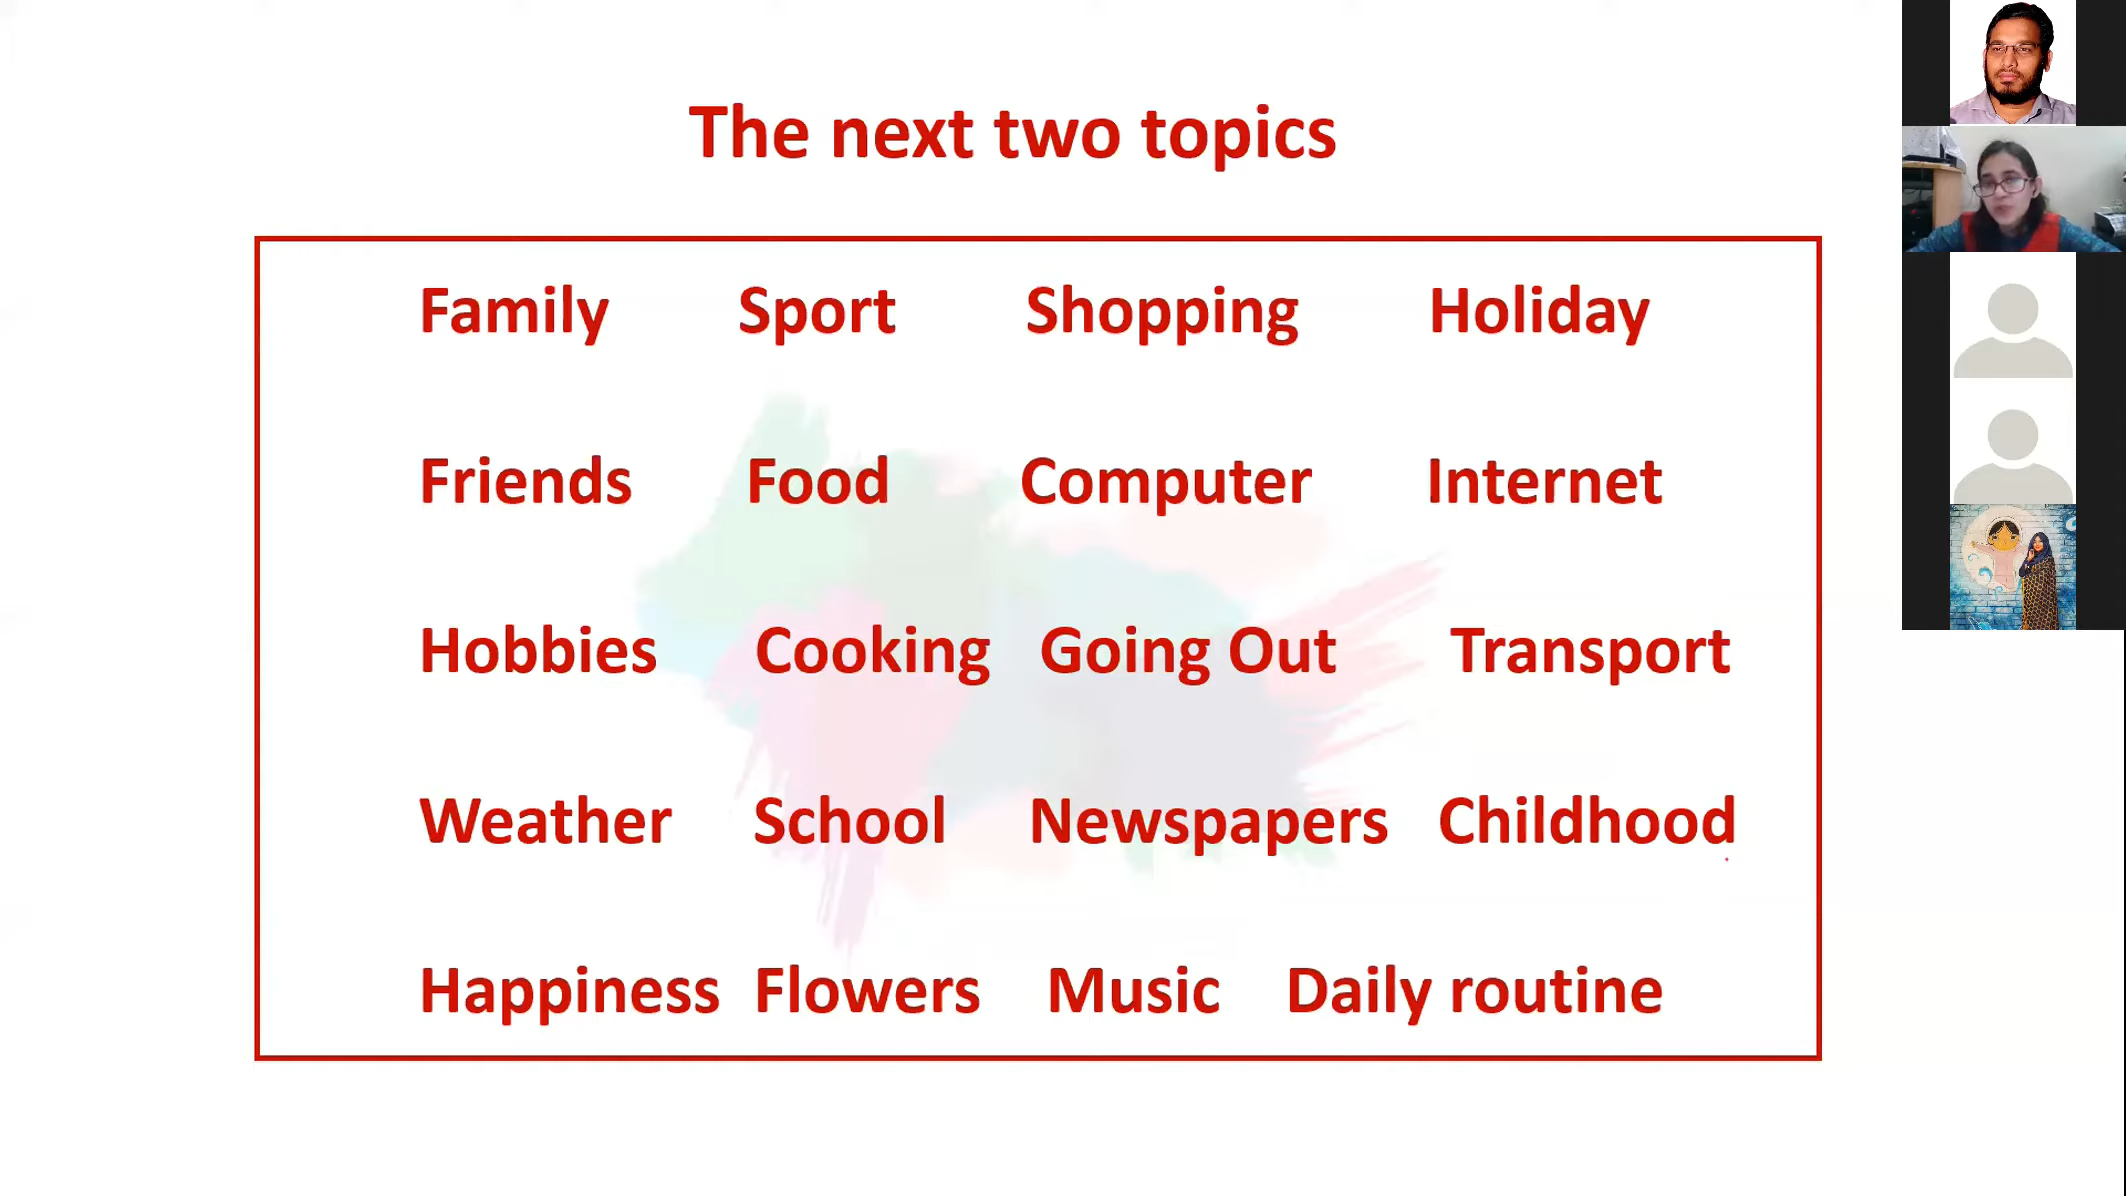 The next two topics
Family Sport Shopping Holiday
Friends Food Computer Internet
Hobbies Cooking Going Out Transport
Weather School Newspapers Childhood
Happiness Flowers Music Daily routine